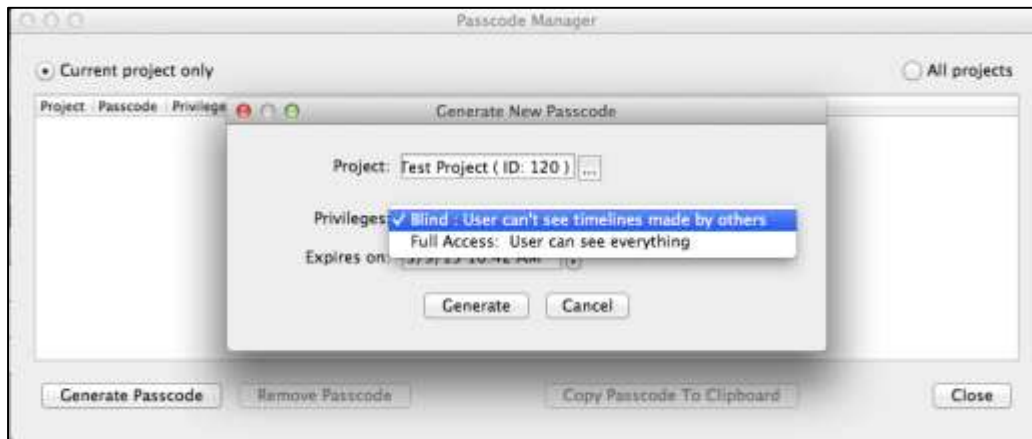 Passcode Manager
Current project only
All projects
Project Passcode Privilege
Generate New Passcode
Project: Test Project ( ID: 120 ) ...
Privileges: Blind : User can't see timelines made by others
Full Access: User can see everything
Expires on:
Generate Cancel
Generate Passcode Remove Passcode Copy Passcode To Clipboard Close